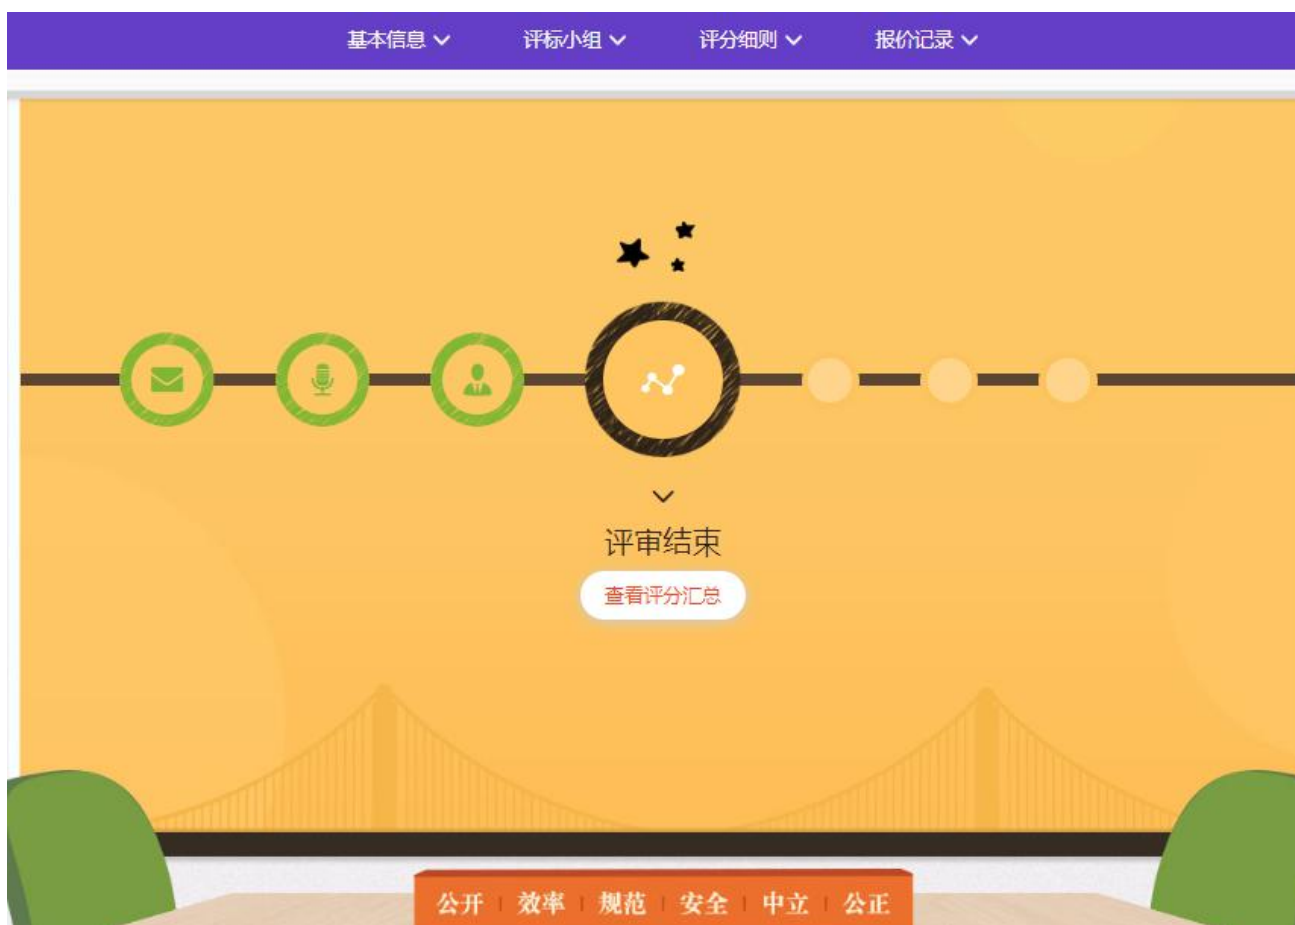 基本信息 评标小组 评分细则 报价记录
评审结束
查看评分汇总
公开 效率 规范 安全 中立 公正